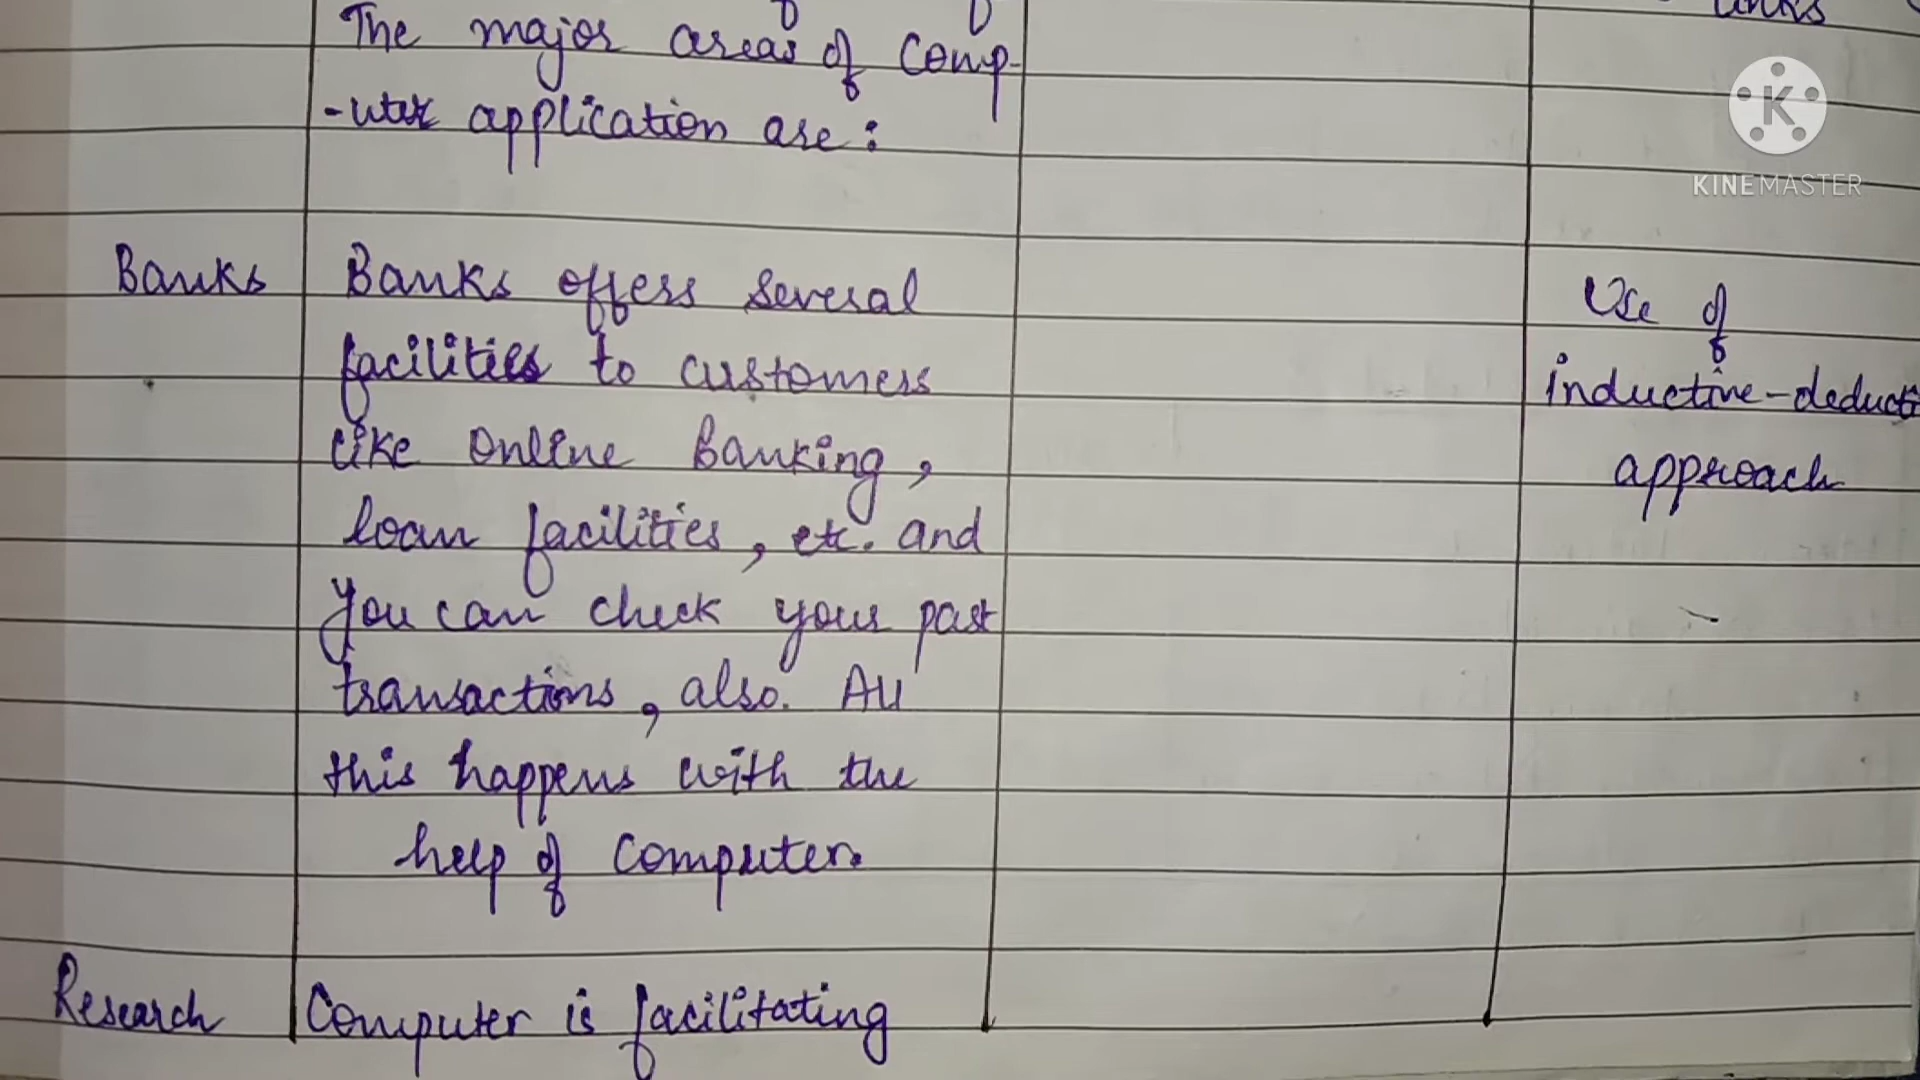 links
The major areas of Comp-
-uter application are:
KINEMASTER
Banks
Banks offers several
facilities to customers
like Online Banking,
loan facilities, etc. and
you can check your past
transactions, also. All
this happens with the
help of Computer.
Use of
inductive-deducti
approach
Research
Computer is facilitating